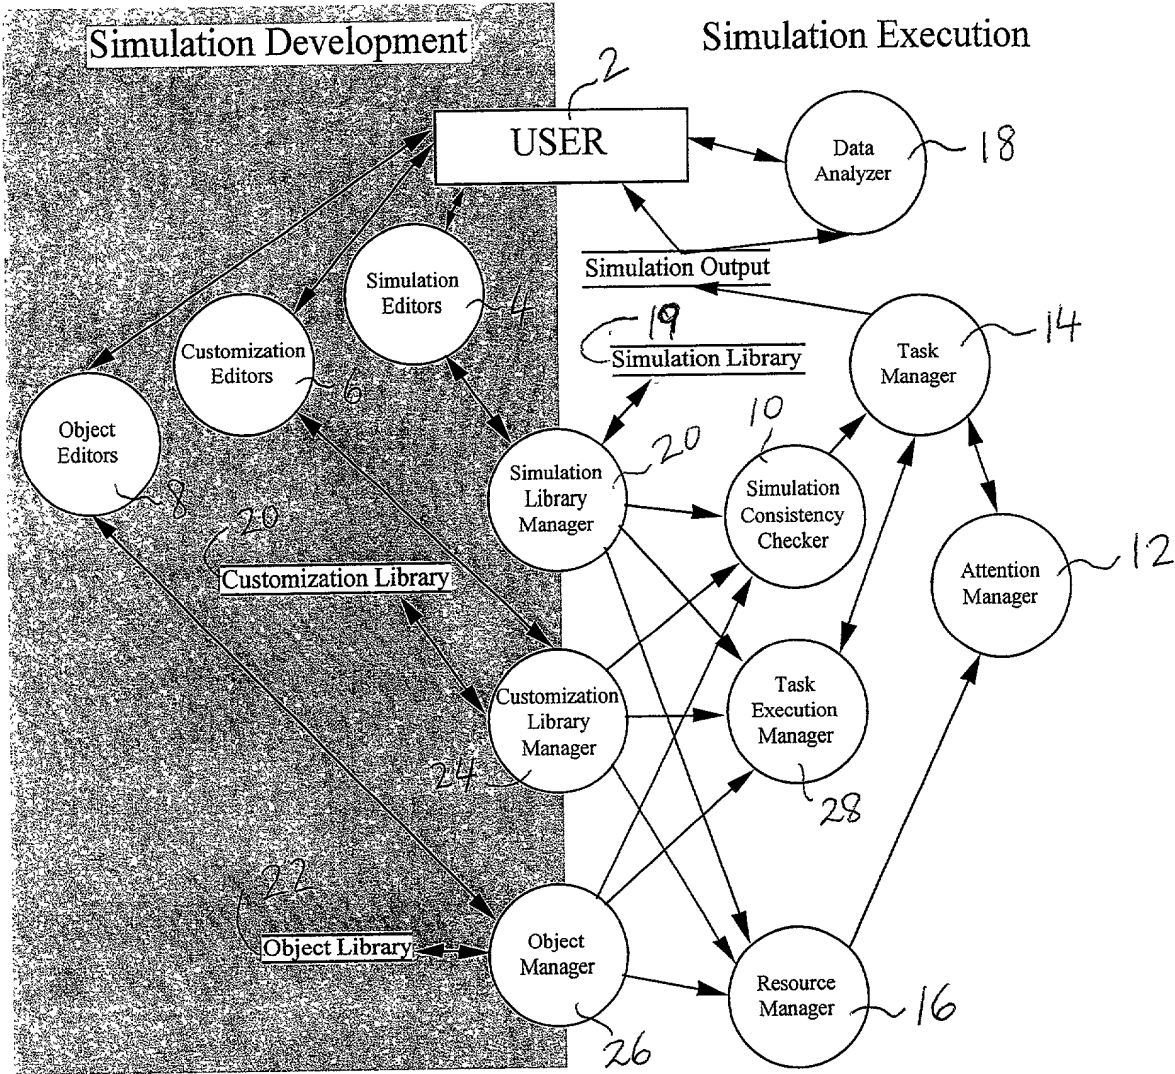 Simulation Development
Simulation Execution
2
USER
Data
Analyzer
18
Simulation Output
Simulation
Editors
4
19
Simulation Library
Task
Manager
14
Customization
Editors
6
Object
Editors
8
Simulation
Library
Manager
20
10
Simulation
Consistency
Checker
20
Customization Library
Attention
Manager
12
Customization
Library
Manager
24
Task
Execution
Manager
28
22
Object Library
Object
Manager
26
Resource
Manager
16